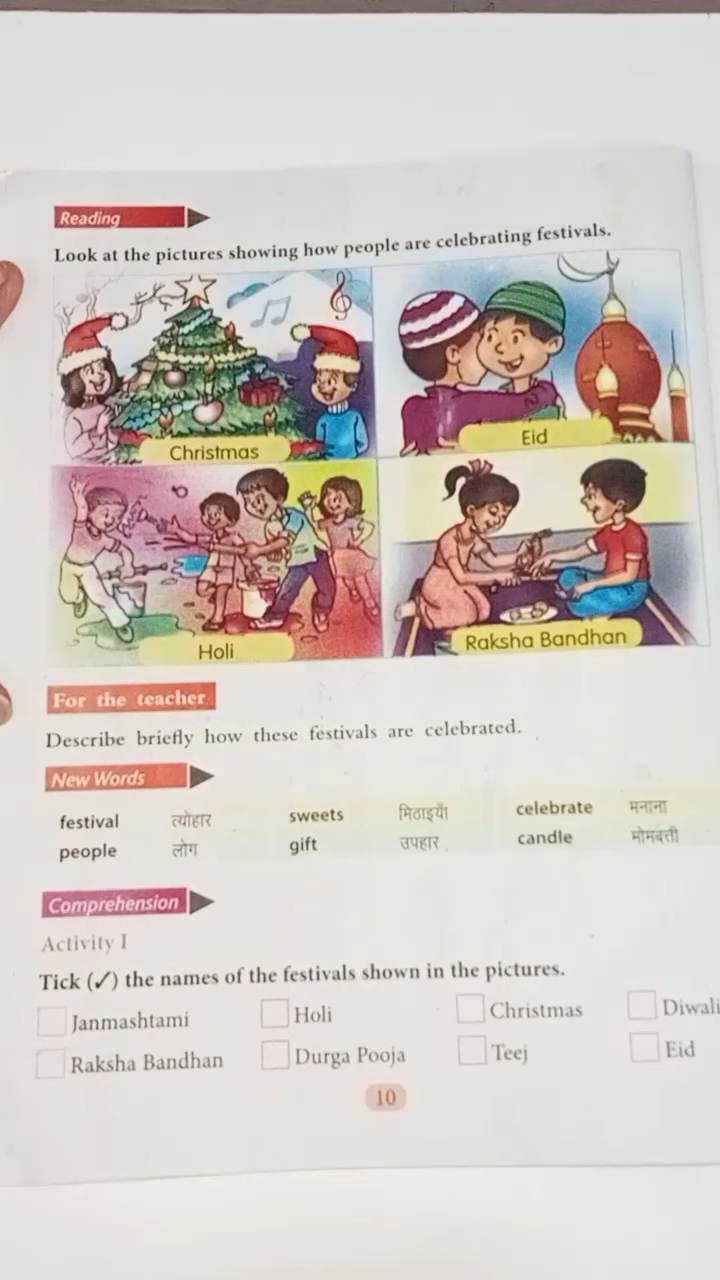 Reading
Look at the pictures showing how people are celebrating festivals.
Christmas
Eid
Holi
Raksha Bandhan
For the teacher
Describe briefly how these festivals are celebrated.
New Words
festival त्योहार sweets मिठाइयाँ celebrate मनाना
people लोग gift उपहार candle मोमबत्ती
Comprehension
Activity I
Tick (✓) the names of the festivals shown in the pictures.
Janmashtami Holi Christmas Diwali
Raksha Bandhan Durga Pooja Teej Eid
10